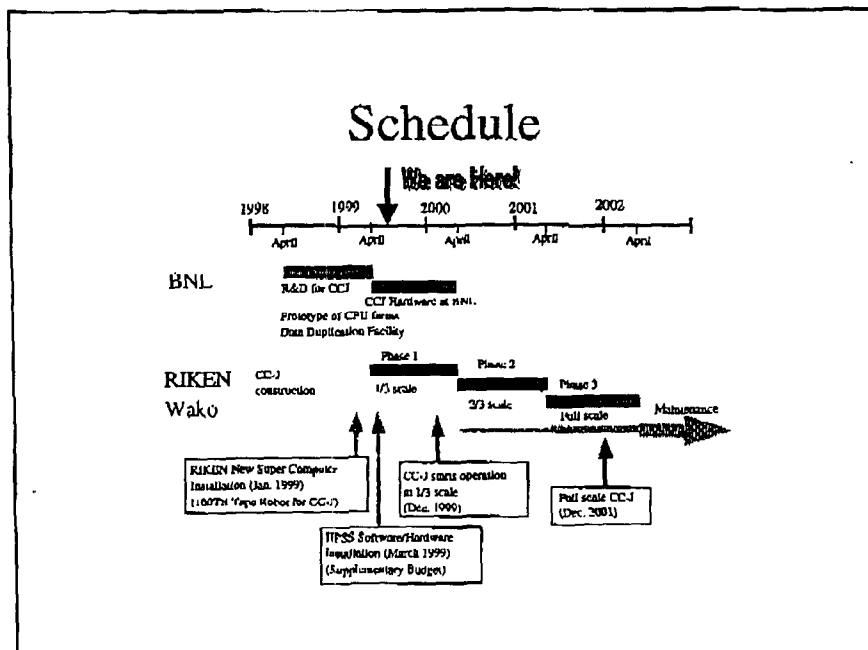 Schedule
We are Here!
1998 1999 2000 2001 2002
April April April April April
BNL
R&D for CCJ
CCJ Hardware at BNL
Prototype of CPU farms
Data Duplication Facility
RIKEN
Wako
CC-J
construction
Phase 1
1/3 scale
Phase 2
2/3 scale
Phase 3
Full scale
Maintenance
RIKEN New Super Computer
Installation (Jan. 1999)
(100TB Tape Robot for CC-J)
HPSS Software/Hardware
Installation (March 1999)
(Supplementary Budget)
CC-J starts operation
in 1/3 scale
(Dec. 1999)
Full scale CC-J
(Dec. 2001)